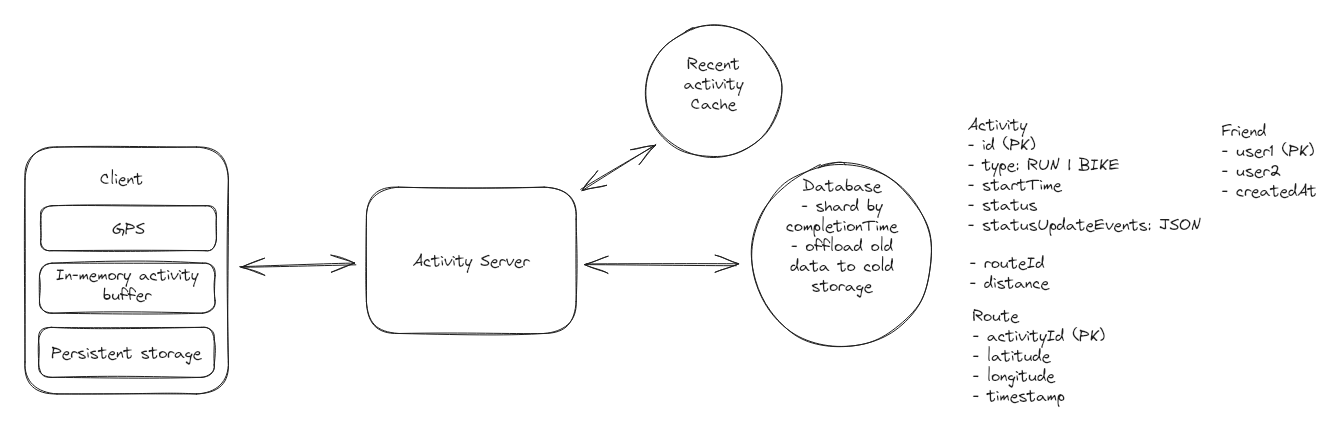 Client
GPS
In-memory activity
buffer
Persistent storage
Activity Server
Recent
activity
Cache
Database
- shard by
completionTime
- offload old
data to cold
storage
Activity
- id (PK)
- type: RUN | BIKE
- startTime
- status
- statusUpdateEvents: JSON
- routeId
- distance
Route
- activityId (PK)
- latitude
- longitude
- timestamp
Friend
- user1 (PK)
- user2
- createdAt